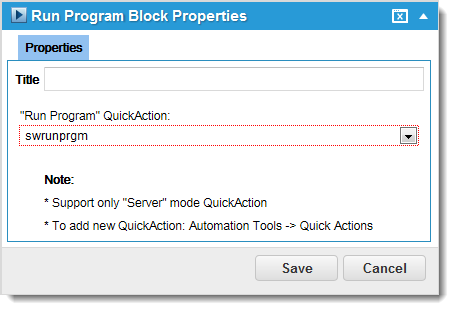 Run Program Block Properties
Properties
Title
"Run Program" QuickAction:
swrunprgm
Note:
* Support only "Server" mode QuickAction
* To add new QuickAction: Automation Tools -> Quick Actions
Save Cancel